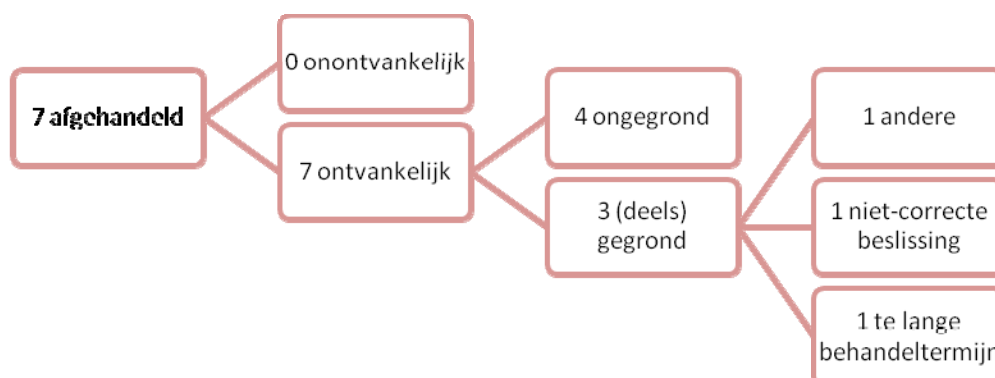 7 afgehandeld
0 onontvankelijk
7 ontvankelijk
4 ongegrond
3 (deels)
gegrond
1 andere
1 niet-correcte
beslissing
1 te lange
behandeltermijn